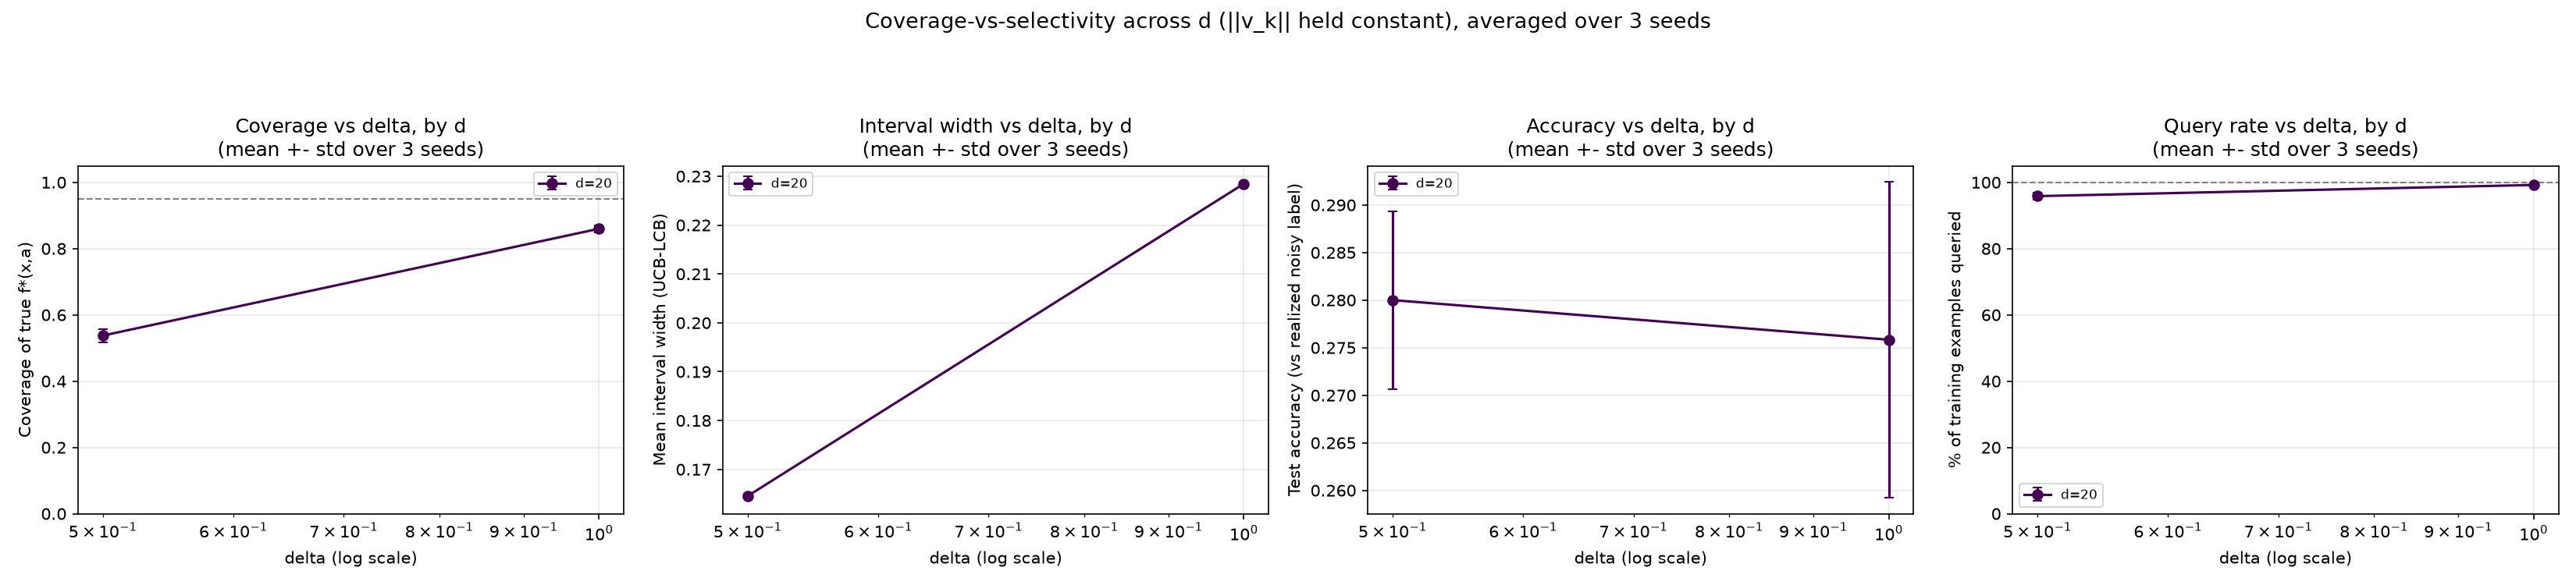 Coverage-vs-selectivity across d (||v_k|| held constant), averaged over 3 seeds
Coverage vs delta, by d
(mean +- std over 3 seeds)
Coverage of true f*(x,a)
1.0
0.8
0.6
0.4
0.2
0.0
d=20
5 × 10⁻¹
6 × 10⁻¹
7 × 10⁻¹
8 × 10⁻¹
9 × 10⁻¹
10⁰
delta (log scale)
Interval width vs delta, by d
(mean +- std over 3 seeds)
Mean interval width (UCB-LCB)
0.23
0.22
0.21
0.20
0.19
0.18
0.17
d=20
5 × 10⁻¹
6 × 10⁻¹
7 × 10⁻¹
8 × 10⁻¹
9 × 10⁻¹
10⁰
delta (log scale)
Accuracy vs delta, by d
(mean +- std over 3 seeds)
Test accuracy (vs realized noisy label)
0.290
0.285
0.280
0.275
0.270
0.265
0.260
d=20
5 × 10⁻¹
6 × 10⁻¹
7 × 10⁻¹
8 × 10⁻¹
9 × 10⁻¹
10⁰
delta (log scale)
Query rate vs delta, by d
(mean +- std over 3 seeds)
% of training examples queried
100
80
60
40
20
0
d=20
5 × 10⁻¹
6 × 10⁻¹
7 × 10⁻¹
8 × 10⁻¹
9 × 10⁻¹
10⁰
delta (log scale)